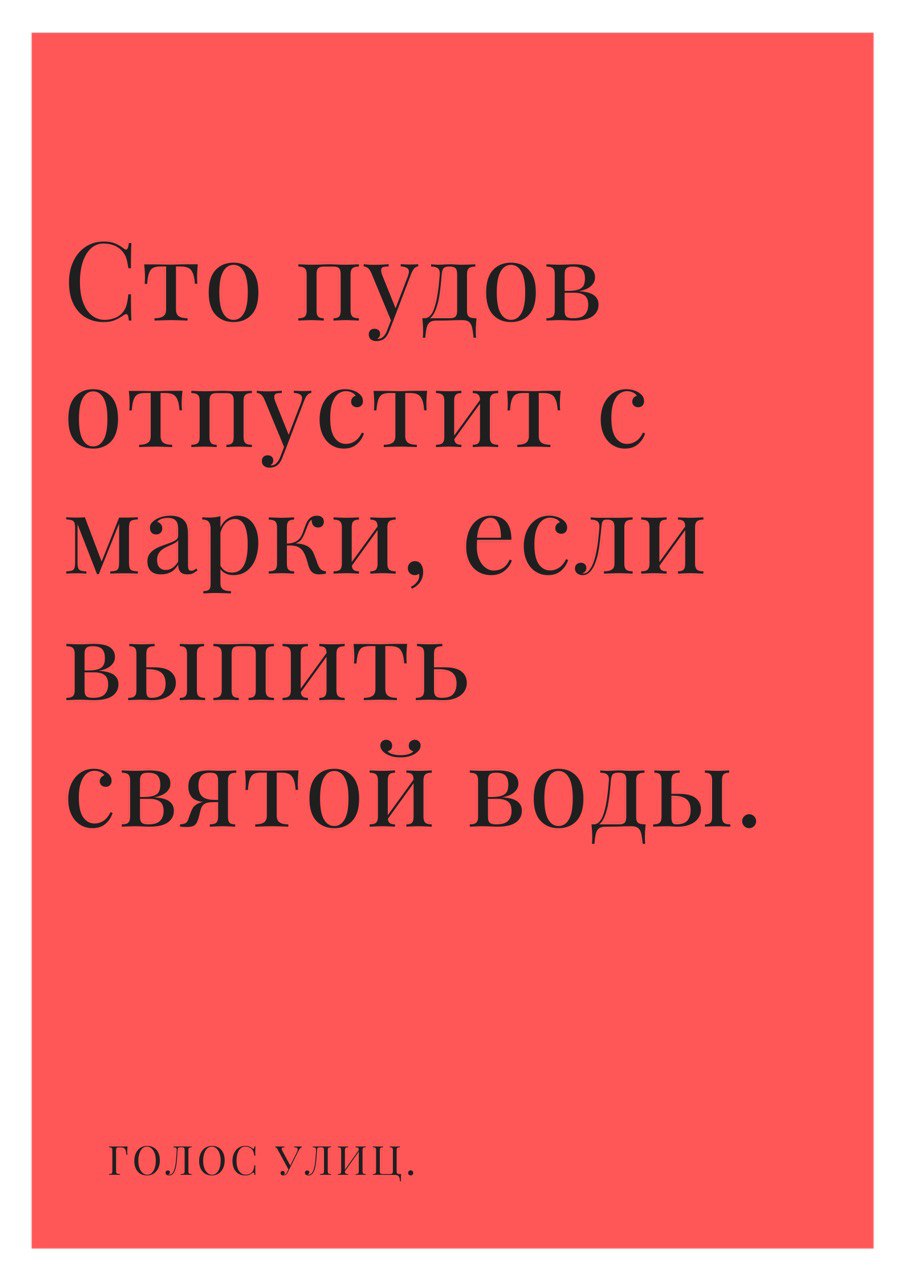 Сто пудов
отпустит с
марки, если
выпить
святой воды.
ГОЛОС УЛИЦ.